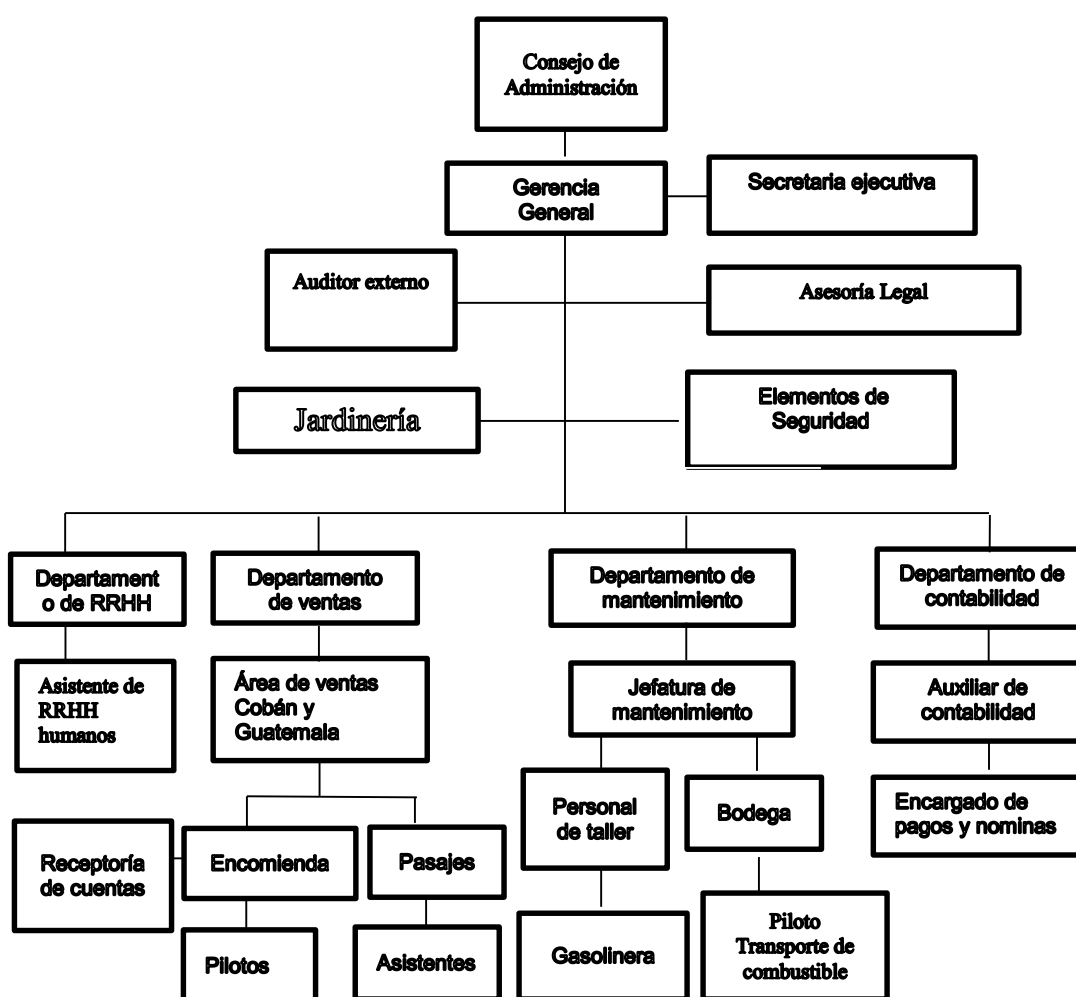 Consejo de
Administración
Gerencia
General
Secretaria ejecutiva
Auditor externo
Asesoría Legal
Jardinería
Elementos de
Seguridad
Departament
o de RRHH
Departamento
de ventas
Departamento de
mantenimiento
Departamento de
contabilidad
Asistente de
RRHH
humanos
Área de ventas
Cobán y
Guatemala
Jefatura de
mantenimiento
Auxiliar de
contabilidad
Receptoría
de cuentas
Encomienda
Pasajes
Personal
de taller
Bodega
Encargado de
pagos y nominas
Pilotos
Asistentes
Gasolinera
Piloto
Transporte de
combustible